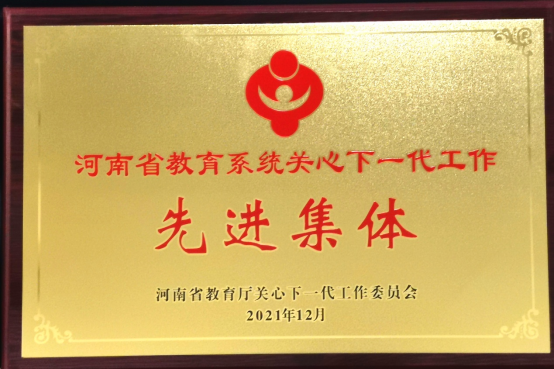 河南省教育系统关心下一代工作
先进集体
河南省教育厅关心下一代工作委员会
2021年12月